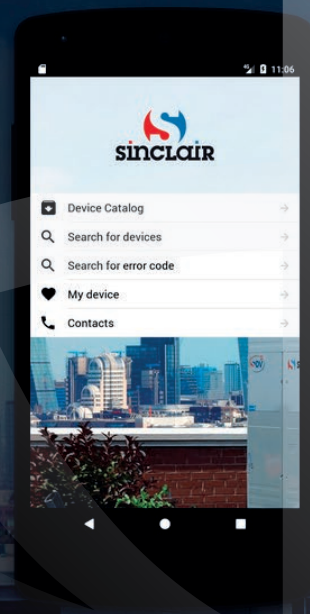 11:06
sinclair
Device Catalog
Search for devices
Search for error code
My device
Contacts